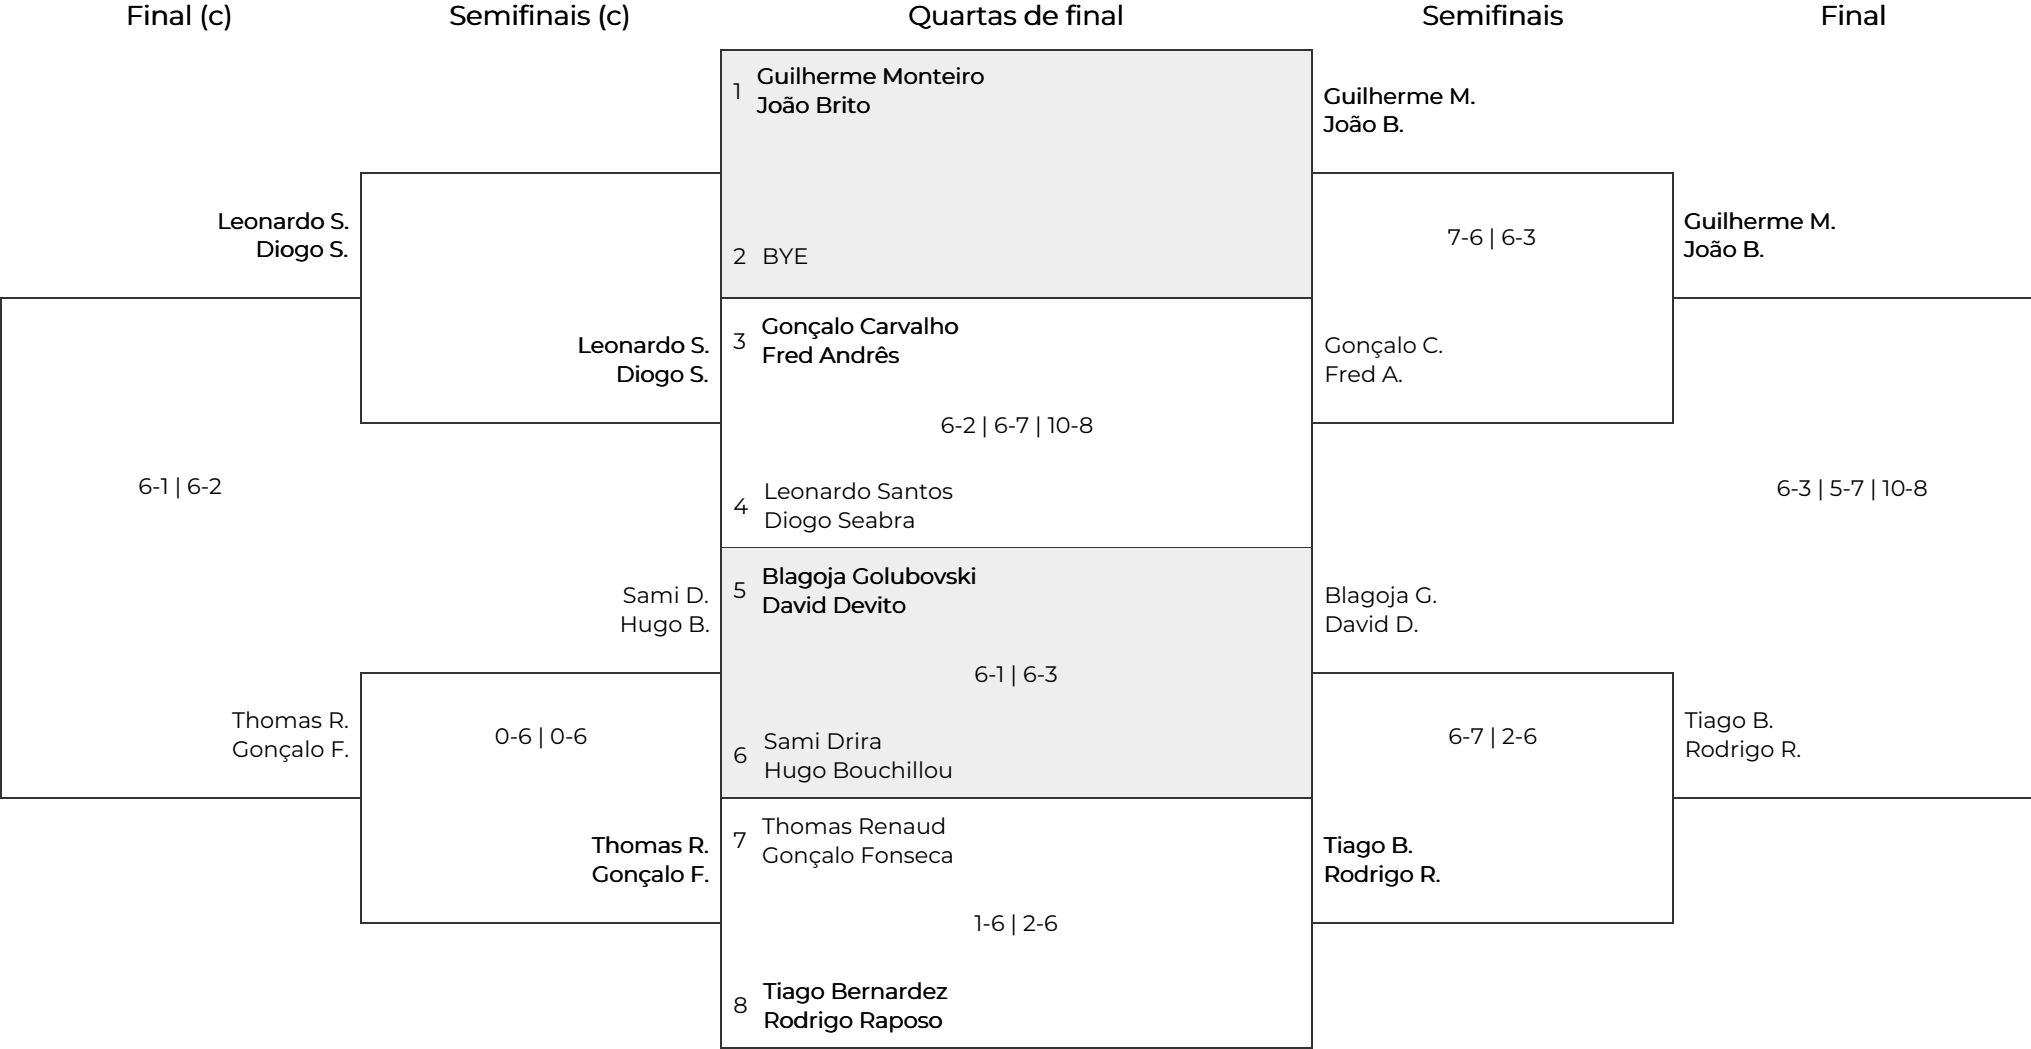 Final (c)
Semifinais (c)
Quartas de final
Semifinais
Final
Leonardo S.
Diogo S.
6-1 | 6-2
Thomas R.
Gonçalo F.
Leonardo S.
Diogo S.
Sami D.
Hugo B.
0-6 | 0-6
Thomas R.
Gonçalo F.
1 Guilherme Monteiro
João Brito
2 BYE
3 Gonçalo Carvalho
Fred Andrês
6-2 | 6-7 | 10-8
4 Leonardo Santos
Diogo Seabra
5 Blagoja Golubovski
David Devito
6-1 | 6-3
6 Sami Drira
Hugo Bouchillou
7 Thomas Renaud
Gonçalo Fonseca
1-6 | 2-6
8 Tiago Bernardez
Rodrigo Raposo
Guilherme M.
João B.
7-6 | 6-3
Gonçalo C.
Fred A.
Blagoja G.
David D.
6-7 | 2-6
Tiago B.
Rodrigo R.
Guilherme M.
João B.
6-3 | 5-7 | 10-8
Tiago B.
Rodrigo R.